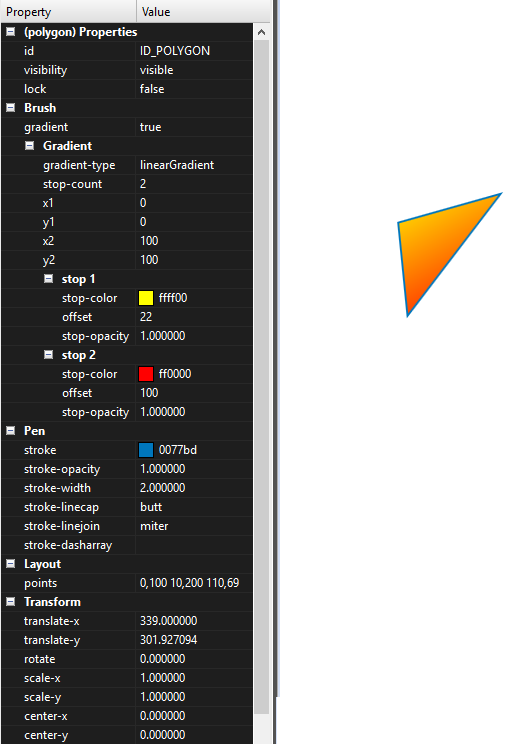 Property Value
(polygon) Properties
id ID_POLYGON
visibility visible
lock false
Brush
gradient true
Gradient
gradient-type linearGradient
stop-count 2
x1 0
y1 0
x2 100
y2 100
stop 1
stop-color ffff00
offset 22
stop-opacity 1.000000
stop 2
stop-color ff0000
offset 100
stop-opacity 1.000000
Pen
stroke 0077bd
stroke-opacity 1.000000
stroke-width 2.000000
stroke-linecap butt
stroke-linejoin miter
stroke-dasharray
Layout
points 0,100 10,200 110,69
Transform
translate-x 339.000000
translate-y 301.927094
rotate 0.000000
scale-x 1.000000
scale-y 1.000000
center-x 0.000000
center-y 0.000000